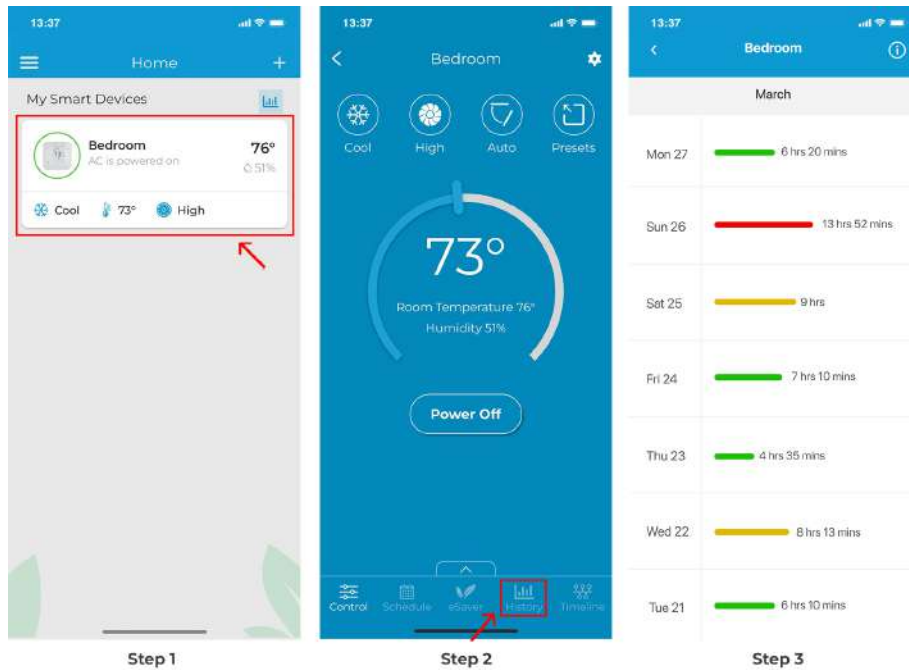 13:37
Home
My Smart Devices
Bedroom
AC is powered on
76°
51%
Cool
73°
High
Step 1
13:37
Bedroom
Cool
High
Auto
Presets
73°
Room Temperature 76°
Humidity 51%
Power Off
Control
Schedule
eSaver
History
Timeline
Step 2
13:37
Bedroom
March
Mon 27
6 hrs 20 mins
Sun 26
13 hrs 52 mins
Sat 25
9 hrs
Fri 24
7 hrs 10 mins
Thu 23
4 hrs 35 mins
Wed 22
8 hrs 13 mins
Tue 21
6 hrs 10 mins
Step 3